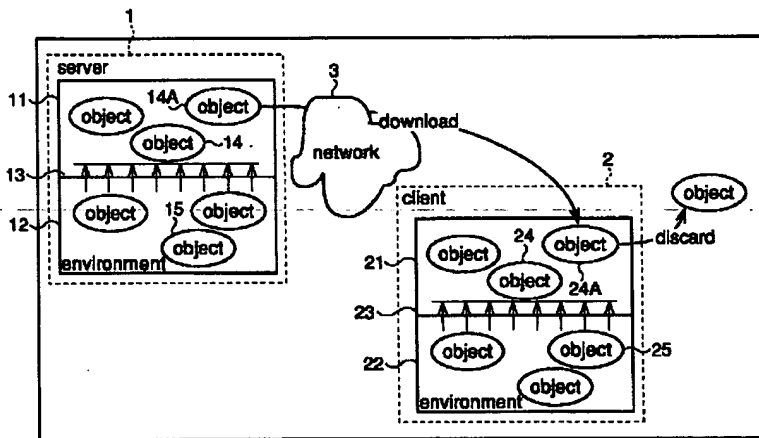 1
server
11
14A
object
object
object
14
13
object
object
12
15
object
environment
3
network
download
2
client
object
discard
21
object
24
object
object
24A
23
22
object
object
25
object
environment